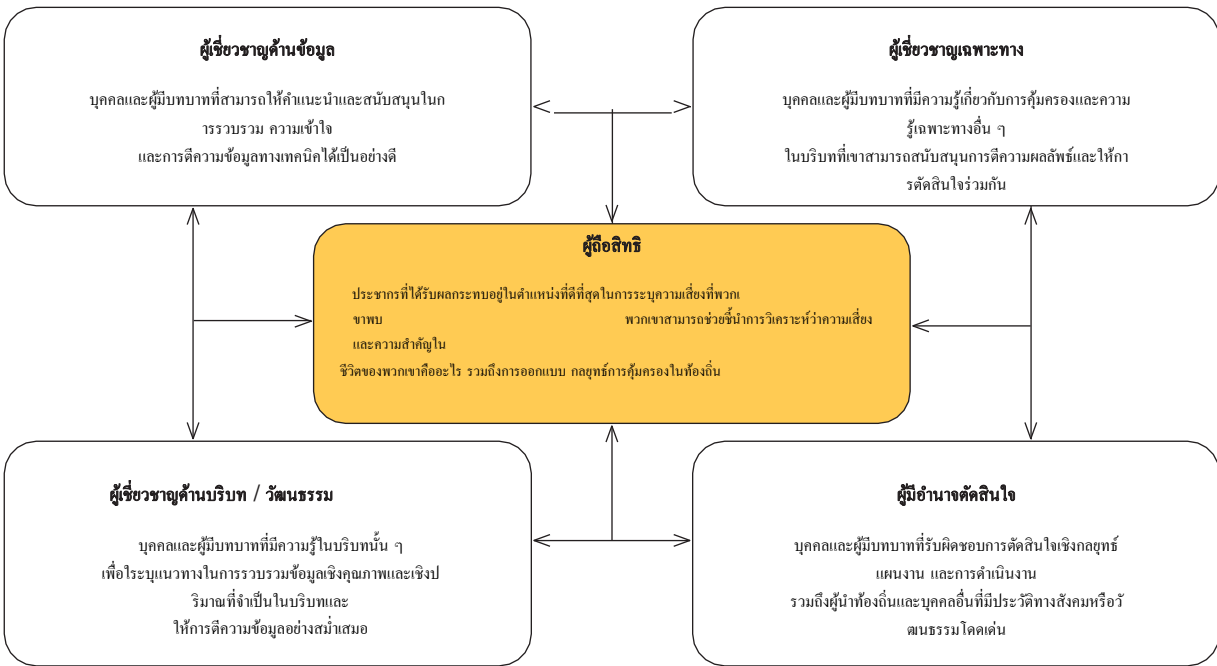 ผู้เชี่ยวชาญด้านข้อมูล
บุคคลและผู้มีบทบาทที่สามารถให้คำแนะนำและสนับสนุนในก
ารรวบรวม ความเข้าใจ
และการตีความข้อมูลทางเทคนิคได้เป็นอย่างดี
ผู้เชี่ยวชาญเฉพาะทาง
บุคคลและผู้มีบทบาทที่มีความรู้เกี่ยวกับการคุ้มครองและความ
รู้เฉพาะทางอื่น ๆ
ในบริบทที่เขาสามารถสนับสนุนการตีความผลลัพธ์และให้กา
รตัดสินใจร่วมกัน
ผู้ถือสิทธิ
ประชากรที่ได้รับผลกระทบอยู่ในตำแหน่งที่ดีที่สุดในการระบุความเสี่ยงที่พวกเ
ขาพบ พวกเขาสามารถช่วยชี้นำการวิเคราะห์ว่าความเสี่ยง
และความสำคัญใน
ชีวิตของพวกเขาคืออะไร รวมถึงการออกแบบ กลยุทธ์การคุ้มครองในท้องถิ่น
ผู้เชี่ยวชาญด้านบริบท / วัฒนธรรม
บุคคลและผู้มีบทบาทที่มีความรู้ในบริบทนั้น ๆ
เพื่อใระบุแนวทางในการรวบรวมข้อมูลเชิงคุณภาพและเชิงป
ริมาณที่จำเป็นในบริบทและ
ให้การตีความข้อมูลอย่างสม่ำเสมอ
ผู้มีอำนาจตัดสินใจ
บุคคลและผู้มีบทบาทที่รับผิดชอบการตัดสินใจเชิงกลยุทธ์
แผนงาน และการดำเนินงาน
รวมถึงผู้นำท้องถิ่นและบุคคลอื่นที่มีประวัติทางสังคมหรือวั
ฒนธรรมโดดเด่น